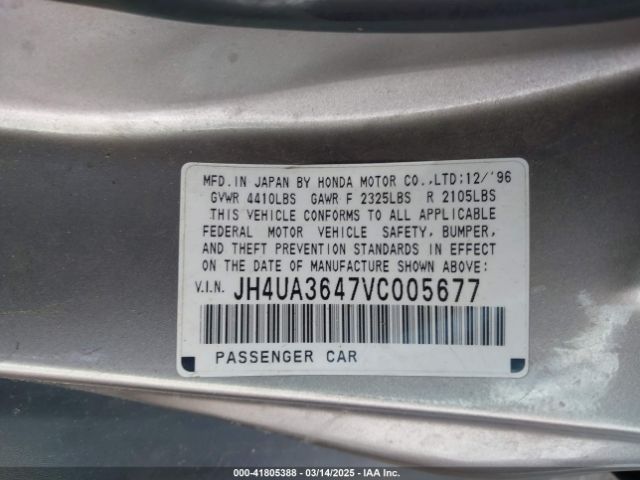 MFD. IN JAPAN BY HONDA MOTOR CO.,LTD:12/'96
GVWR 4410LBS GAWR F 2325LBS R 2105LBS
THIS VEHICLE CONFORMS TO ALL APPLICABLE
FEDERAL MOTOR VEHICLE SAFETY, BUMPER,
AND THEFT PREVENTION STANDARDS IN EFFECT
ON THE DATE OF MANUFACTURE SHOWN ABOVE:
V.I.N. JH4UA3647VC005677
PASSENGER CAR
000-41805388 - 03/14/2025 - IAA Inc.